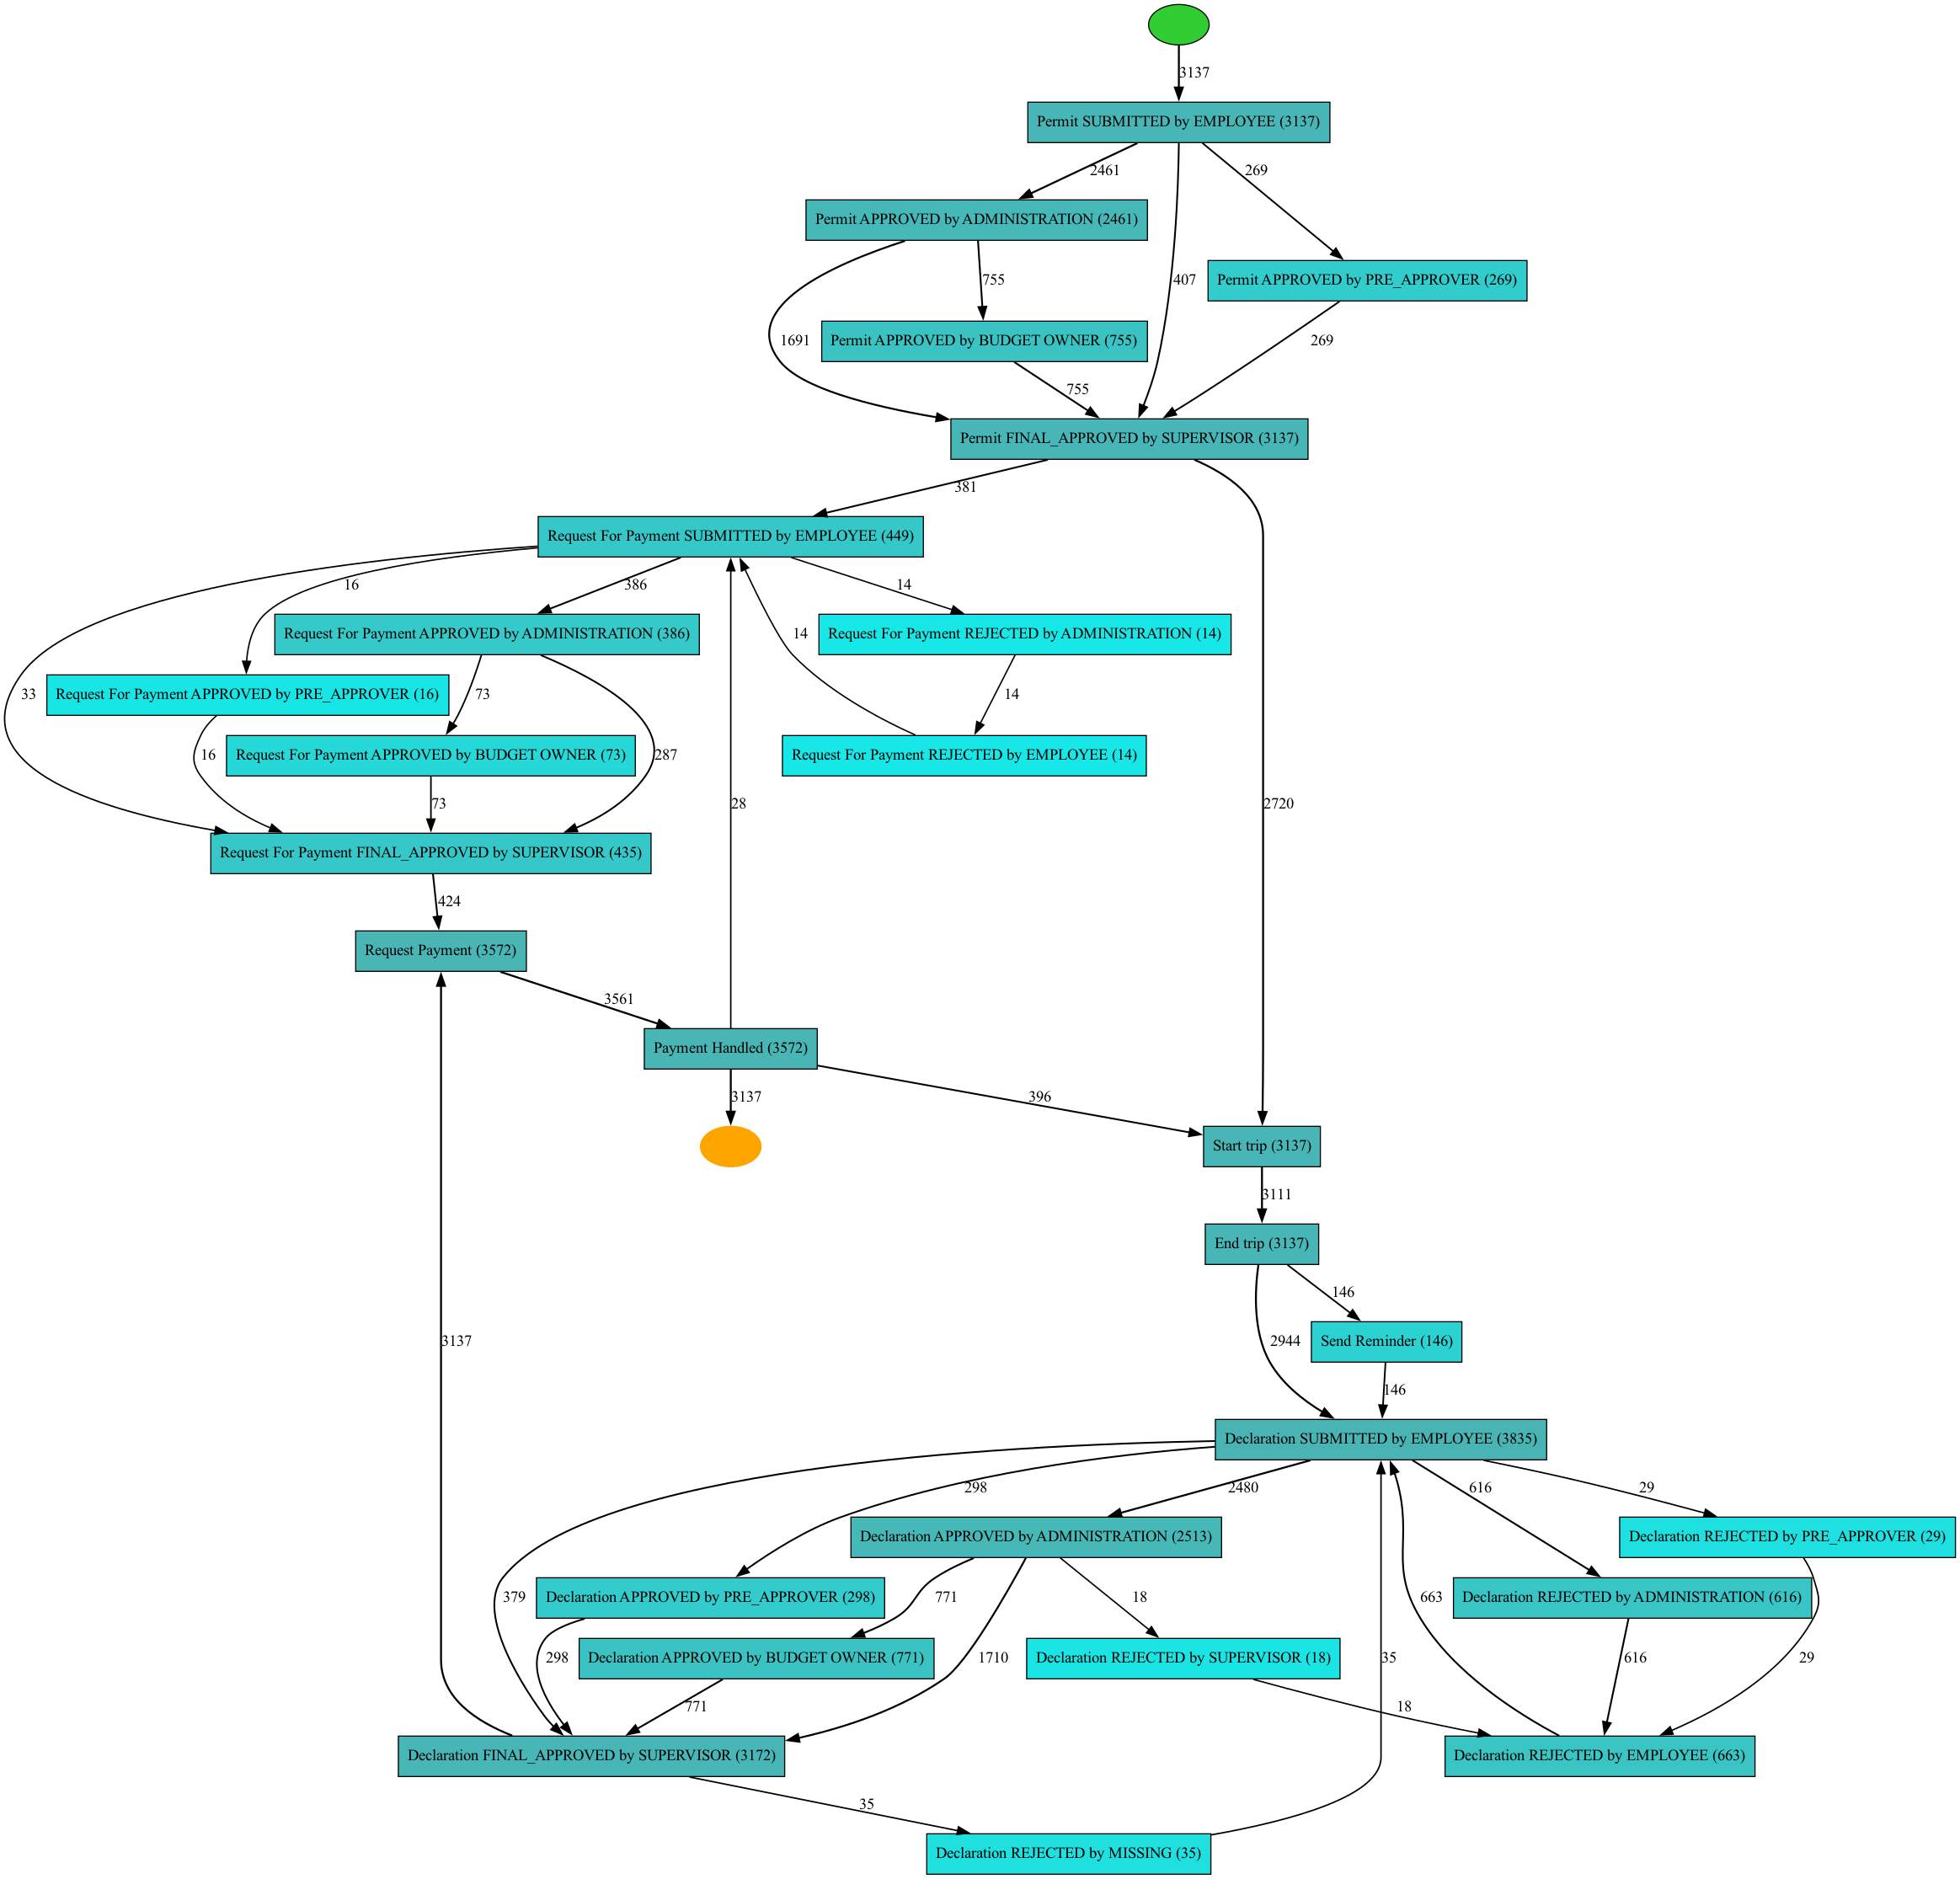 3137
Permit SUBMITTED by EMPLOYEE (3137)
2461
269
Permit APPROVED by ADMINISTRATION (2461)
755
407
Permit APPROVED by PRE_APPROVER (269)
1691
Permit APPROVED by BUDGET OWNER (755)
269
755
Permit FINAL_APPROVED by SUPERVISOR (3137)
381
Request For Payment SUBMITTED by EMPLOYEE (449)
16
386
14
Request For Payment APPROVED by ADMINISTRATION (386)
14
Request For Payment REJECTED by ADMINISTRATION (14)
33
Request For Payment APPROVED by PRE_APPROVER (16)
73
14
16
Request For Payment APPROVED by BUDGET OWNER (73)
287
Request For Payment REJECTED by EMPLOYEE (14)
73
28
2720
Request For Payment FINAL_APPROVED by SUPERVISOR (435)
424
Request Payment (3572)
3561
Payment Handled (3572)
3137
396
Start trip (3137)
3111
End trip (3137)
146
3137
2944
Send Reminder (146)
146
Declaration SUBMITTED by EMPLOYEE (3835)
298
2480
616
29
Declaration APPROVED by ADMINISTRATION (2513)
Declaration REJECTED by PRE_APPROVER (29)
379
Declaration APPROVED by PRE_APPROVER (298)
771
18
663
Declaration REJECTED by ADMINISTRATION (616)
298
Declaration APPROVED by BUDGET OWNER (771)
1710
Declaration REJECTED by SUPERVISOR (18)
35
616
29
771
18
Declaration FINAL_APPROVED by SUPERVISOR (3172)
Declaration REJECTED by EMPLOYEE (663)
35
Declaration REJECTED by MISSING (35)